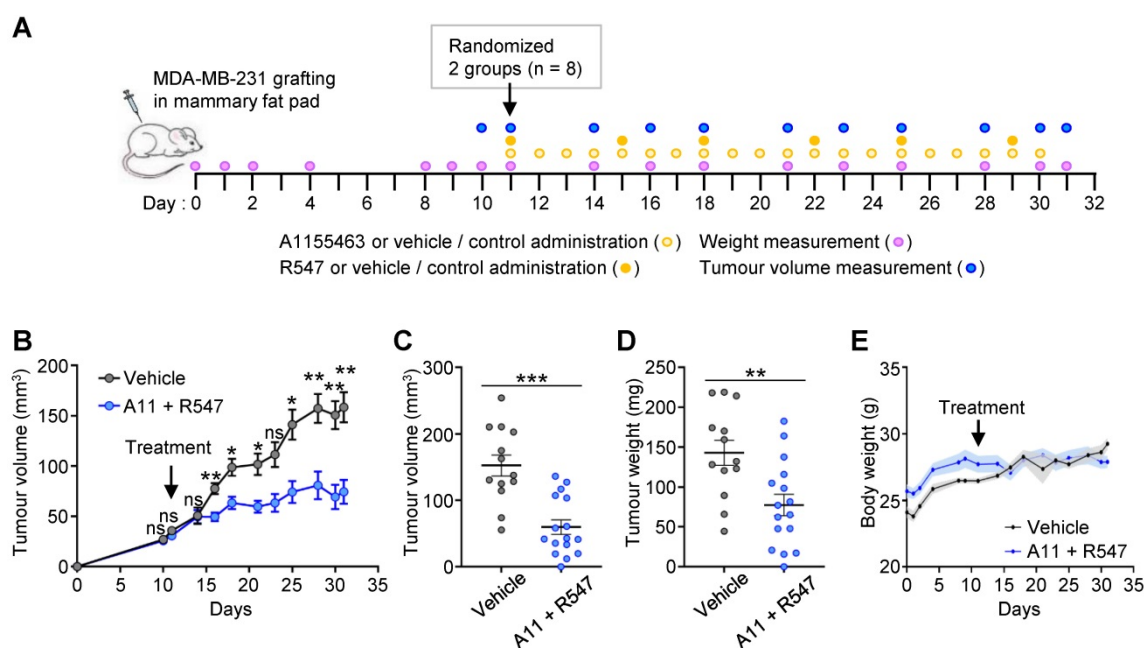 A
Randomized
2 groups (n = 8)
MDA-MB-231 grafting
in mammary fat pad
Day : 0 2 4 6 8 10 12 14 16 18 20 22 24 26 28 30 32
A1155463 or vehicle / control administration ( ) Weight measurement ( )
R547 or vehicle / control administration ( ) Tumour volume measurement ( )
B
Tumour volume (mm³)
200
150
100
50
0
Vehicle
A11 + R547
Treatment
ns ns ns ** * * ns * ** ** **
0 5 10 15 20 25 30 35
Days
C
Tumour volume (mm³)
300
200
100
0
***
Vehicle
A11 + R547
D
Tumour weight (mg)
250
200
150
100
50
0
**
Vehicle
A11 + R547
E
Body weight (g)
35
30
25
20
Treatment
Vehicle
A11 + R547
0 5 10 15 20 25 30 35
Days